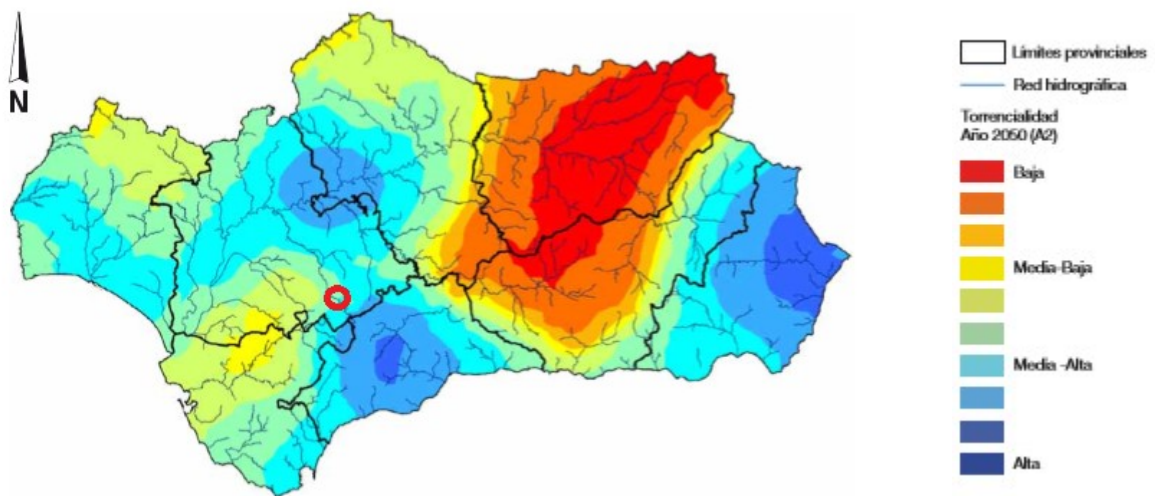 N
Límites provinciales
Red hidrográfica
Torrencialidad
Año 2050 (A2)
Baja
Media-Baja
Media -Alta
Alta